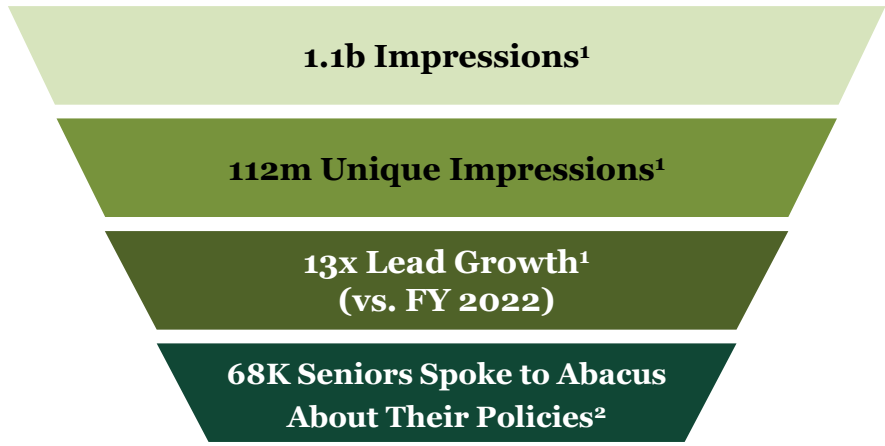 1.1b Impressions¹
112m Unique Impressions¹
13x Lead Growth¹
(vs. FY 2022)
68K Seniors Spoke to Abacus
About Their Policies²